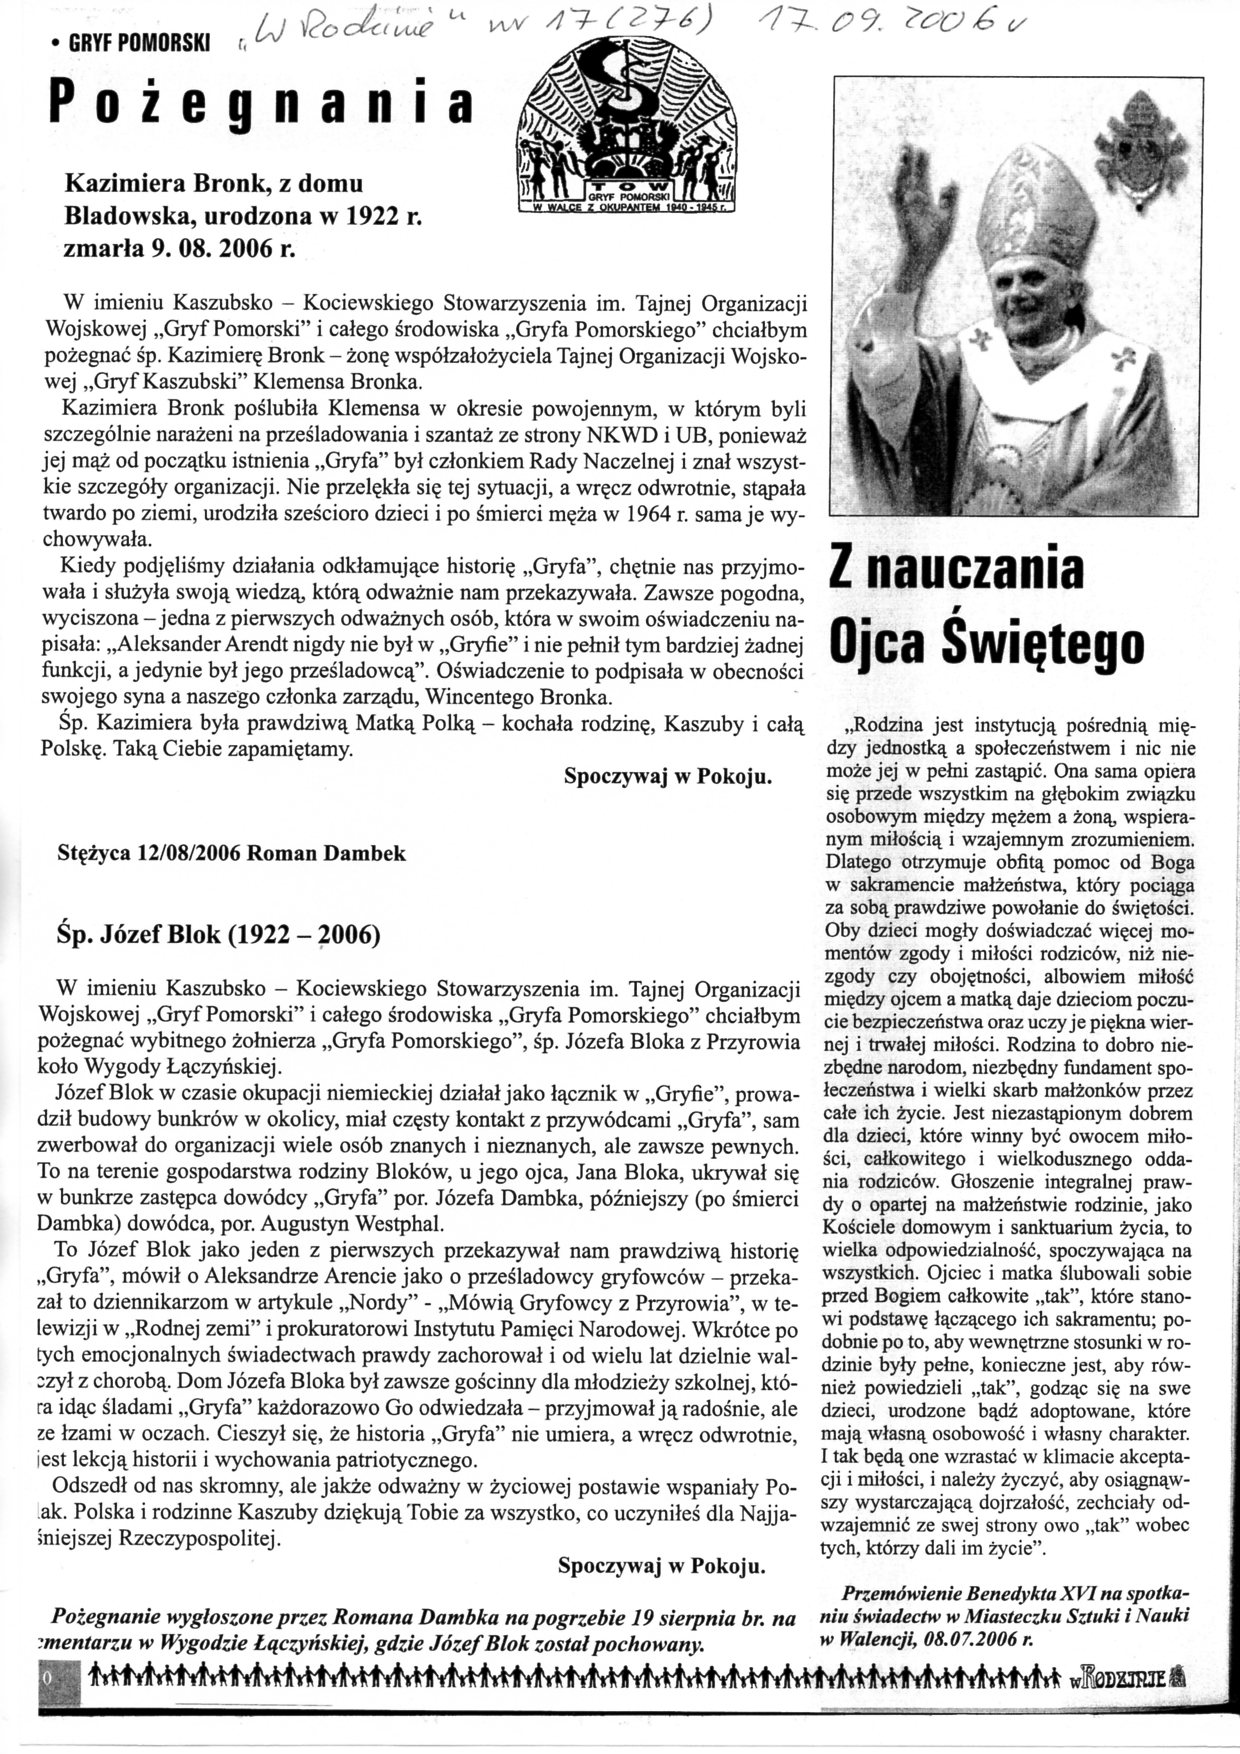 „W Rodzinie" nr 17 (276) 17.09.2006 r
• GRYF POMORSKI
Pożegnania
TOW
GRYF POMORSKI
W WALCE Z OKUPANTEM 1940 - 1945 r.
Kazimiera Bronk, z domu
Bladowska, urodzona w 1922 r.
zmarła 9. 08. 2006 r.
W imieniu Kaszubsko – Kociewskiego Stowarzyszenia im. Tajnej Organizacji
Wojskowej „Gryf Pomorski” i całego środowiska „Gryfa Pomorskiego” chciałbym
pożegnać śp. Kazimierę Bronk – żonę współzałożyciela Tajnej Organizacji Wojsko-
wej „Gryf Kaszubski” Klemensa Bronka.
Kazimiera Bronk poślubiła Klemensa w okresie powojennym, w którym byli
szczególnie narażeni na prześladowania i szantaż ze strony NKWD i UB, ponieważ
jej mąż od początku istnienia „Gryfa” był członkiem Rady Naczelnej i znał wszyst-
kie szczegóły organizacji. Nie przelękła się tej sytuacji, a wręcz odwrotnie, stąpała
twardo po ziemi, urodziła sześcioro dzieci i po śmierci męża w 1964 r. sama je wy-
chowywała.
Kiedy podjęliśmy działania odkłamujące historię „Gryfa”, chętnie nas przyjmo-
wała i służyła swoją wiedzą, którą odważnie nam przekazywała. Zawsze pogodna,
wyciszona – jedna z pierwszych odważnych osób, która w swoim oświadczeniu na-
pisała: „Aleksander Arendt nigdy nie był w „Gryfie” i nie pełnił tym bardziej żadnej
funkcji, a jedynie był jego prześladowcą”. Oświadczenie to podpisała w obecności
swojego syna a naszego członka zarządu, Wincentego Bronka.
Śp. Kazimiera była prawdziwą Matką Polką – kochała rodzinę, Kaszuby i całą
Polskę. Taką Ciebie zapamiętamy.
Spoczywaj w Pokoju.
Stężyca 12/08/2006 Roman Dambek
Śp. Józef Blok (1922 – 2006)
W imieniu Kaszubsko – Kociewskiego Stowarzyszenia im. Tajnej Organizacji
Wojskowej „Gryf Pomorski” i całego środowiska „Gryfa Pomorskiego” chciałbym
pożegnać wybitnego żołnierza „Gryfa Pomorskiego”, śp. Józefa Bloka z Przyrowia
koło Wygody Łączyńskiej.
Józef Blok w czasie okupacji niemieckiej działał jako łącznik w „Gryfie”, prowa-
dził budowy bunkrów w okolicy, miał częsty kontakt z przywódcami „Gryfa”, sam
zwerbował do organizacji wiele osób znanych i nieznanych, ale zawsze pewnych.
To na terenie gospodarstwa rodziny Bloków, u jego ojca, Jana Bloka, ukrywał się
w bunkrze zastępca dowódcy „Gryfa” por. Józefa Dambka, późniejszy (po śmierci
Dambka) dowódca, por. Augustyn Westphal.
To Józef Blok jako jeden z pierwszych przekazywał nam prawdziwą historię
„Gryfa”, mówił o Aleksandrze Arencie jako o prześladowcy gryfowców – przeka-
zał to dziennikarzom w artykule „Nordy” - „Mówią Gryfowcy z Przyrowia”, w te-
lewizji w „Rodnej zemi” i prokuratorowi Instytutu Pamięci Narodowej. Wkrótce po
tych emocjonalnych świadectwach prawdy zachorował i od wielu lat dzielnie wal-
czył z chorobą. Dom Józefa Bloka był zawsze gościnny dla młodzieży szkolnej, któ-
ra idąc śladami „Gryfa” każdorazowo Go odwiedzała – przyjmował ją radośnie, ale
ze łzami w oczach. Cieszył się, że historia „Gryfa” nie umiera, a wręcz odwrotnie,
jest lekcją historii i wychowania patriotycznego.
Odszedł od nas skromny, ale jakże odważny w życiowej postawie wspaniały Po-
lak. Polska i rodzinne Kaszuby dziękują Tobie za wszystko, co uczyniłeś dla Najja-
śniejszej Rzeczypospolitej.
Spoczywaj w Pokoju.
Pożegnanie wygłoszone przez Romana Dambka na pogrzebie 19 sierpnia br. na
cmentarzu w Wygodzie Łączyńskiej, gdzie Józef Blok został pochowany.
Z nauczania
Ojca Świętego
„Rodzina jest instytucją pośrednią mię-
dzy jednostką a społeczeństwem i nic nie
może jej w pełni zastąpić. Ona sama opiera
się przede wszystkim na głębokim związku
osobowym między mężem a żoną, wspiera-
nym miłością i wzajemnym zrozumieniem.
Dlatego otrzymuje obfitą pomoc od Boga
w sakramencie małżeństwa, który pociąga
za sobą prawdziwe powołanie do świętości.
Oby dzieci mogły doświadczać więcej mo-
mentów zgody i miłości rodziców, niż nie-
zgody czy obojętności, albowiem miłość
między ojcem a matką daje dzieciom poczu-
cie bezpieczeństwa oraz uczy je piękna wier-
nej i trwałej miłości. Rodzina to dobro nie-
zbędne narodom, niezbędny fundament spo-
łeczeństwa i wielki skarb małżonków przez
całe ich życie. Jest niezastąpionym dobrem
dla dzieci, które winny być owocem miło-
ści, całkowitego i wielkodusznego odda-
nia rodziców. Głoszenie integralnej praw-
dy o opartej na małżeństwie rodzinie, jako
Kościele domowym i sanktuarium życia, to
wielka odpowiedzialność, spoczywająca na
wszystkich. Ojciec i matka ślubowali sobie
przed Bogiem całkowite „tak”, które stano-
wi podstawę łączącego ich sakramentu; po-
dobnie po to, aby wewnętrzne stosunki w ro-
dzinie były pełne, konieczne jest, aby rów-
nież powiedzieli „tak”, godząc się na swe
dzieci, urodzone bądź adoptowane, które
mają własną osobowość i własny charakter.
I tak będą one wzrastać w klimacie akcepta-
cji i miłości, i należy życzyć, aby osiągnąw-
szy wystarczającą dojrzałość, zechciały od-
wzajemnić ze swej strony owo „tak” wobec
tych, którzy dali im życie”.
Przemówienie Benedykta XVI na spotka-
niu świadectw w Miasteczku Sztuki i Nauki
w Walencji, 08.07.2006 r.
0
wRODZINIE